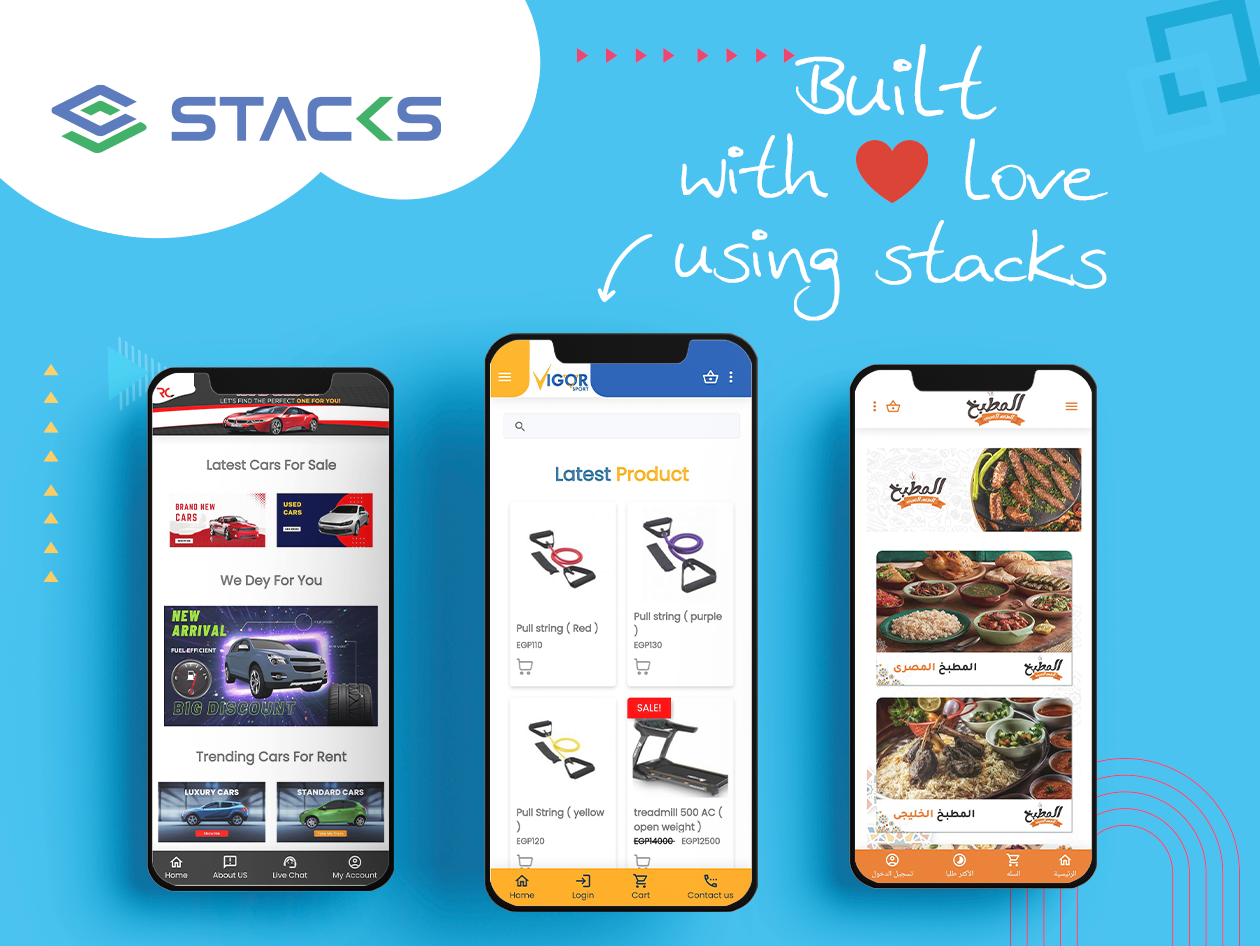 STACKS
Built
with love
using stacks
RC
LET'S FIND THE PERFECT ONE FOR YOU!
Latest Cars For Sale
BRAND NEW
CARS
USED
CARS
We Dey For You
NEW
ARRIVAL
FUEL-EFFICIENT
BIG DISCOUNT
Trending Cars For Rent
LUXURY CARS
STANDARD CARS
Home
About US
Live Chat
My Account
VIGOR
SPORT
Latest Product
Pull string ( Red )
EGP110
Pull string ( purple
)
EGP130
Pull String ( yellow
)
EGP120
SALE!
treadmill 500 AC (
open weight )
EGP14000 EGP12500
Home
Login
Cart
Contact us
المطبخ
المطبخ
المطبخ المصرى
المطبخ
المطبخ الخليجى
المطبخ
الرئيسية
السله
الأكثر طلبا
تسجيل الدخول